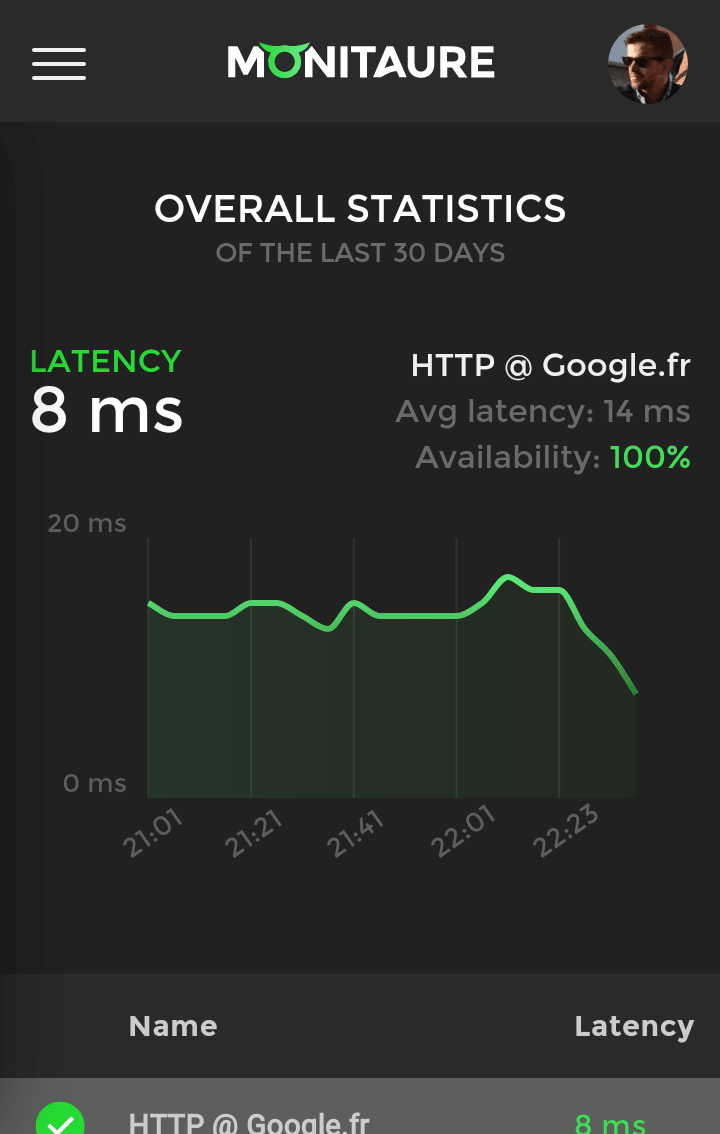 MONITAURE
OVERALL STATISTICS
OF THE LAST 30 DAYS
LATENCY
8 ms
HTTP @ Google.fr
Avg latency: 14 ms
Availability: 100%
20 ms
0 ms
21:01 21:21 21:41 22:01 22:23
Name Latency
HTTP @ Google.fr 8 ms